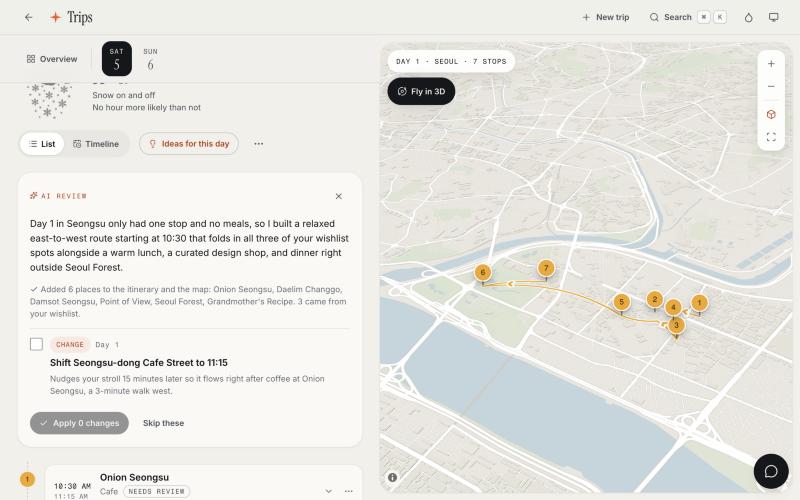 Trips
New trip
Search ⌘ K
Overview
SAT
5
SUN
6
Snow on and off
No hour more likely than not
List
Timeline
Ideas for this day
AI REVIEW
Day 1 in Seongsu only had one stop and no meals, so I built a relaxed
east-to-west route starting at 10:30 that folds in all three of your wishlist
spots alongside a warm lunch, a curated design shop, and dinner right
outside Seoul Forest.
Added 6 places to the itinerary and the map: Onion Seongsu, Daelim Changgo,
Damsot Seongsu, Point of View, Seoul Forest, Grandmother's Recipe. 3 came from
your wishlist.
CHANGE Day 1
Shift Seongsu-dong Cafe Street to 11:15
Nudges your stroll 15 minutes later so it flows right after coffee at Onion
Seongsu, a 3-minute walk west.
Apply 0 changes
Skip these
1
10:30 AM
11:15 AM
Onion Seongsu
Cafe NEEDS REVIEW
DAY 1 · SEOUL · 7 STOPS
Fly in 3D
6
7
5
2
4
1
3